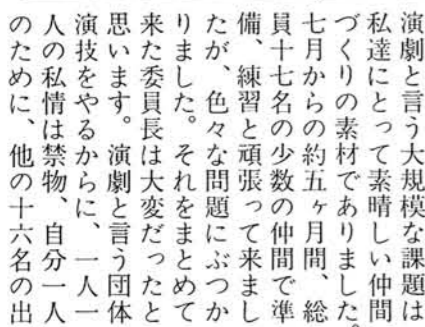 演劇と言う大規模な課題は
私達にとって素晴しい仲間
づくりの素材でありました。
七月からの約五ヶ月間、総
員十七名の少数の仲間で準
備、練習と頑張って来まし
たが、色々な問題にぶつか
りました。それをまとめて
来た委員長は大変だったと
思います。演劇と言う団体
演技をやるからに、一人一
人の私情は禁物、自分一人
のために、他の十六名の出